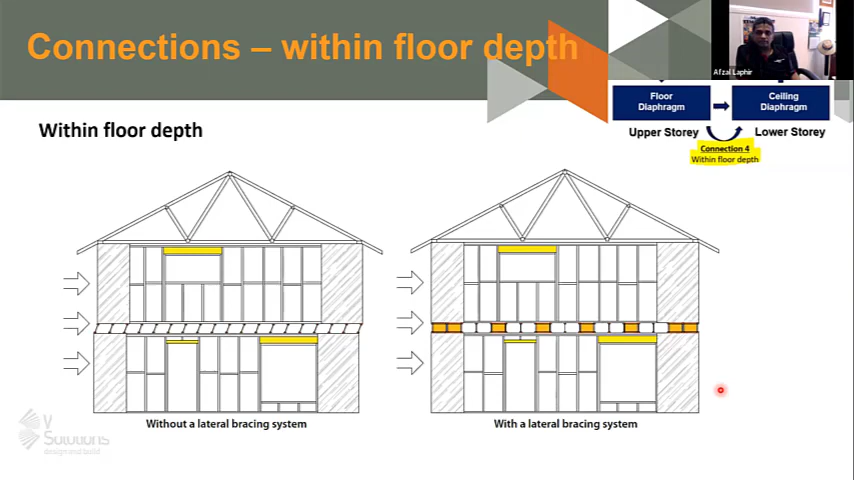 Connections – within floor depth
Afzal Laphir
Floor
Diaphragm
Ceiling
Diaphragm
Upper Storey
Lower Storey
Connection 4
Within floor depth
Within floor depth
Without a lateral bracing system
With a lateral bracing system
V
Solutions
design and build